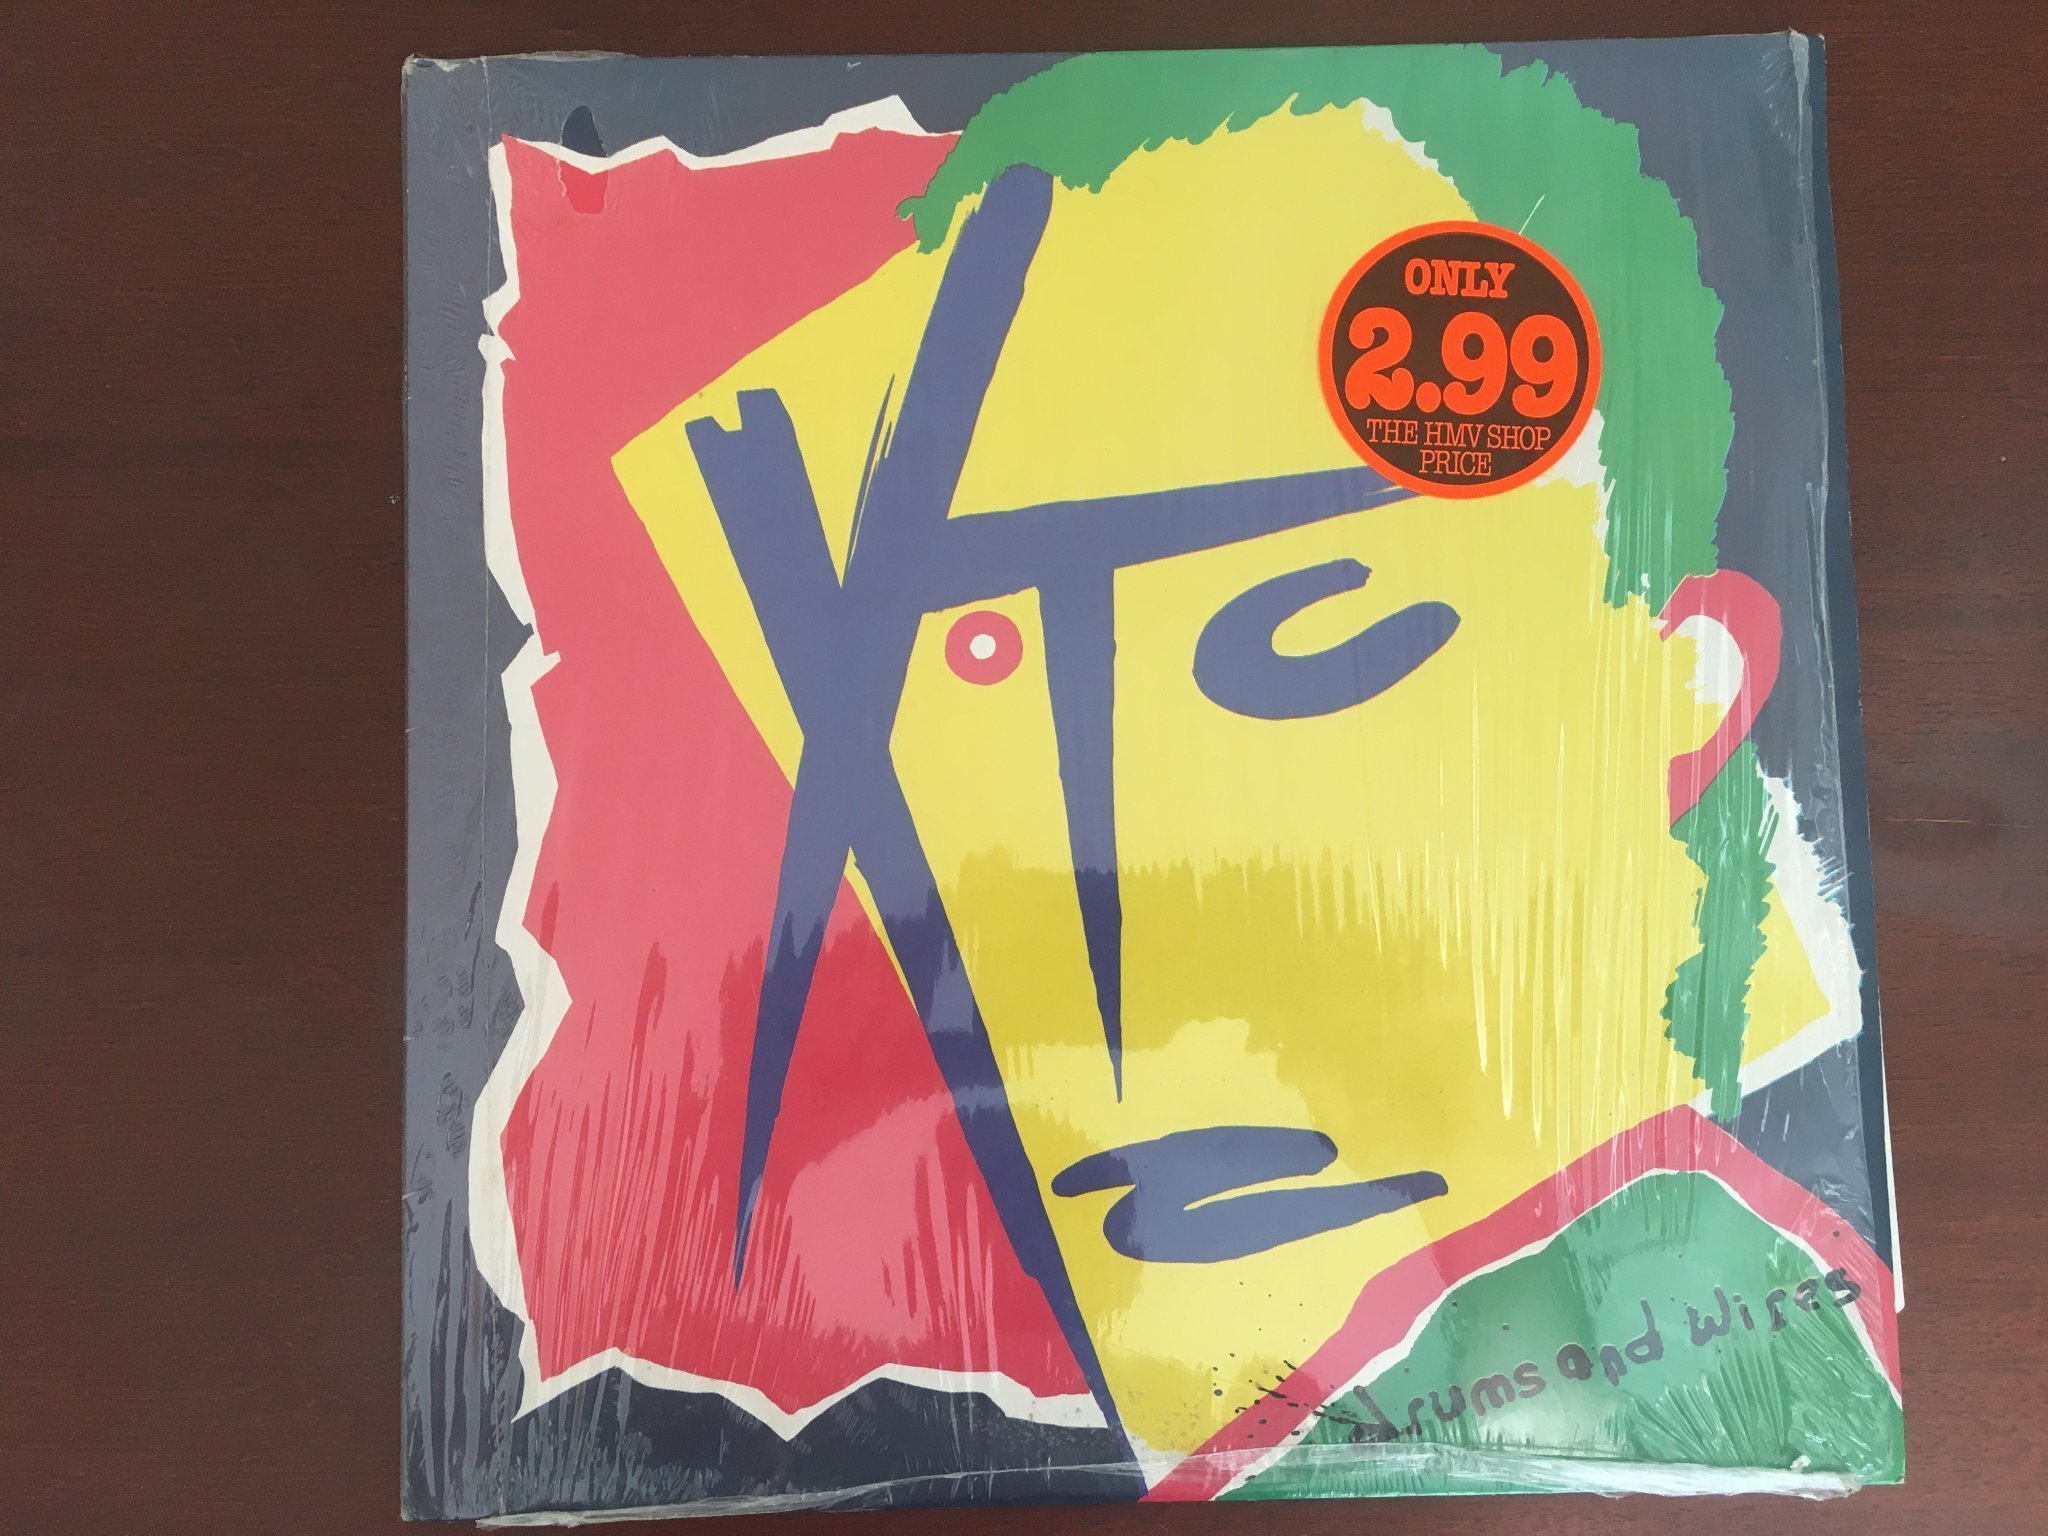 XTC
ONLY
2.99
THE HMV SHOP
PRICE
drums and wires